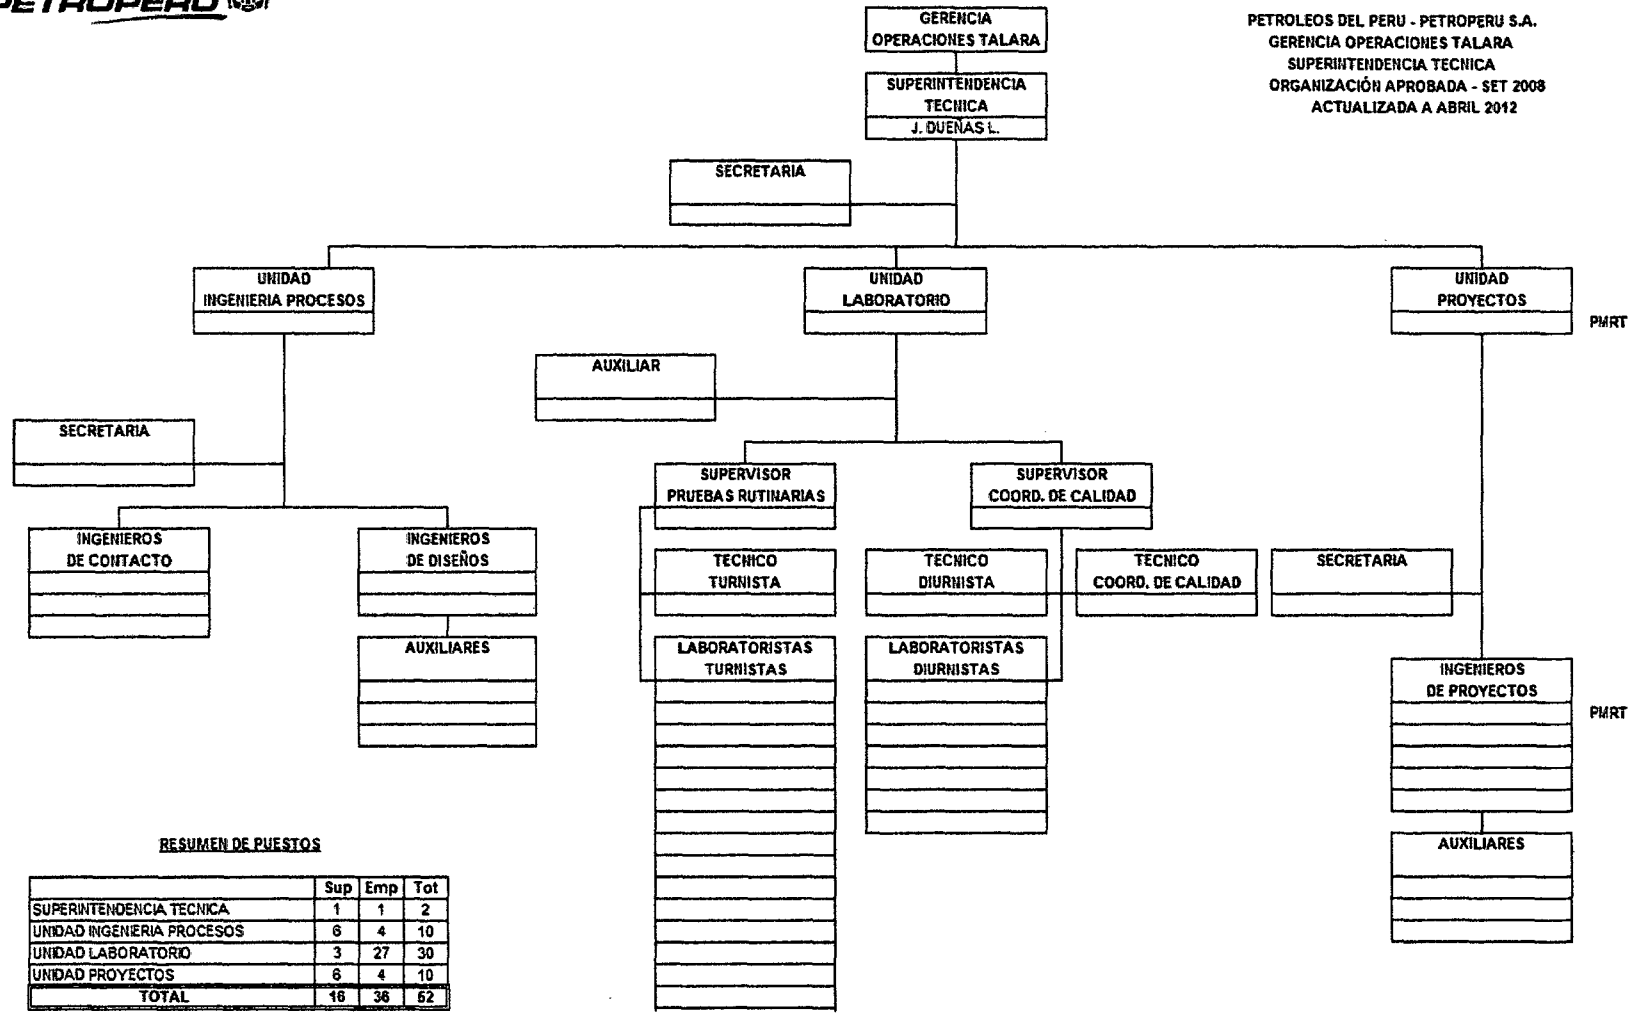 PETROPERU
GERENCIA
OPERACIONES TALARA
PETROLEOS DEL PERU - PETROPERU S.A.
GERENCIA OPERACIONES TALARA
SUPERINTENDENCIA TECNICA
ORGANIZACIÓN APROBADA - SET 2008
ACTUALIZADA A ABRIL 2012
SUPERINTENDENCIA
TECNICA
J. DUEÑAS L.
SECRETARIA
UNIDAD
INGENIERIA PROCESOS
UNIDAD
LABORATORIO
UNIDAD
PROYECTOS
PMRT
AUXILIAR
SECRETARIA
SUPERVISOR
PRUEBAS RUTINARIAS
SUPERVISOR
COORD. DE CALIDAD
INGENIEROS
DE CONTACTO
INGENIEROS
DE DISEÑOS
TECNICO
TURNISTA
TECNICO
DIURNISTA
TECNICO
COORD. DE CALIDAD
SECRETARIA
AUXILIARES
LABORATORISTAS
TURNISTAS
LABORATORISTAS
DIURNISTAS
INGENIEROS
DE PROYECTOS
PMRT
AUXILIARES
RESUMEN DE PUESTOS
Sup Emp Tot
SUPERINTENDENCIA TECNICA 1 1 2
UNIDAD INGENIERIA PROCESOS 6 4 10
UNIDAD LABORATORIO 3 27 30
UNIDAD PROYECTOS 6 4 10
TOTAL 16 36 52